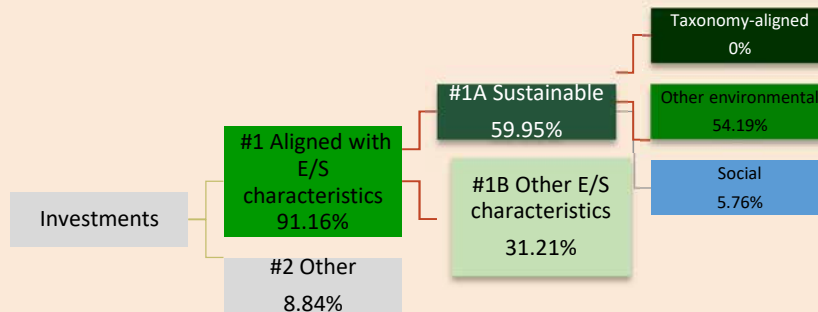 Taxonomy-aligned
0%
#1A Sustainable
59.95%
Other environmental
54.19%
#1 Aligned with
E/S
characteristics
91.16%
#1B Other E/S
characteristics
31.21%
Social
5.76%
Investments
#2 Other
8.84%